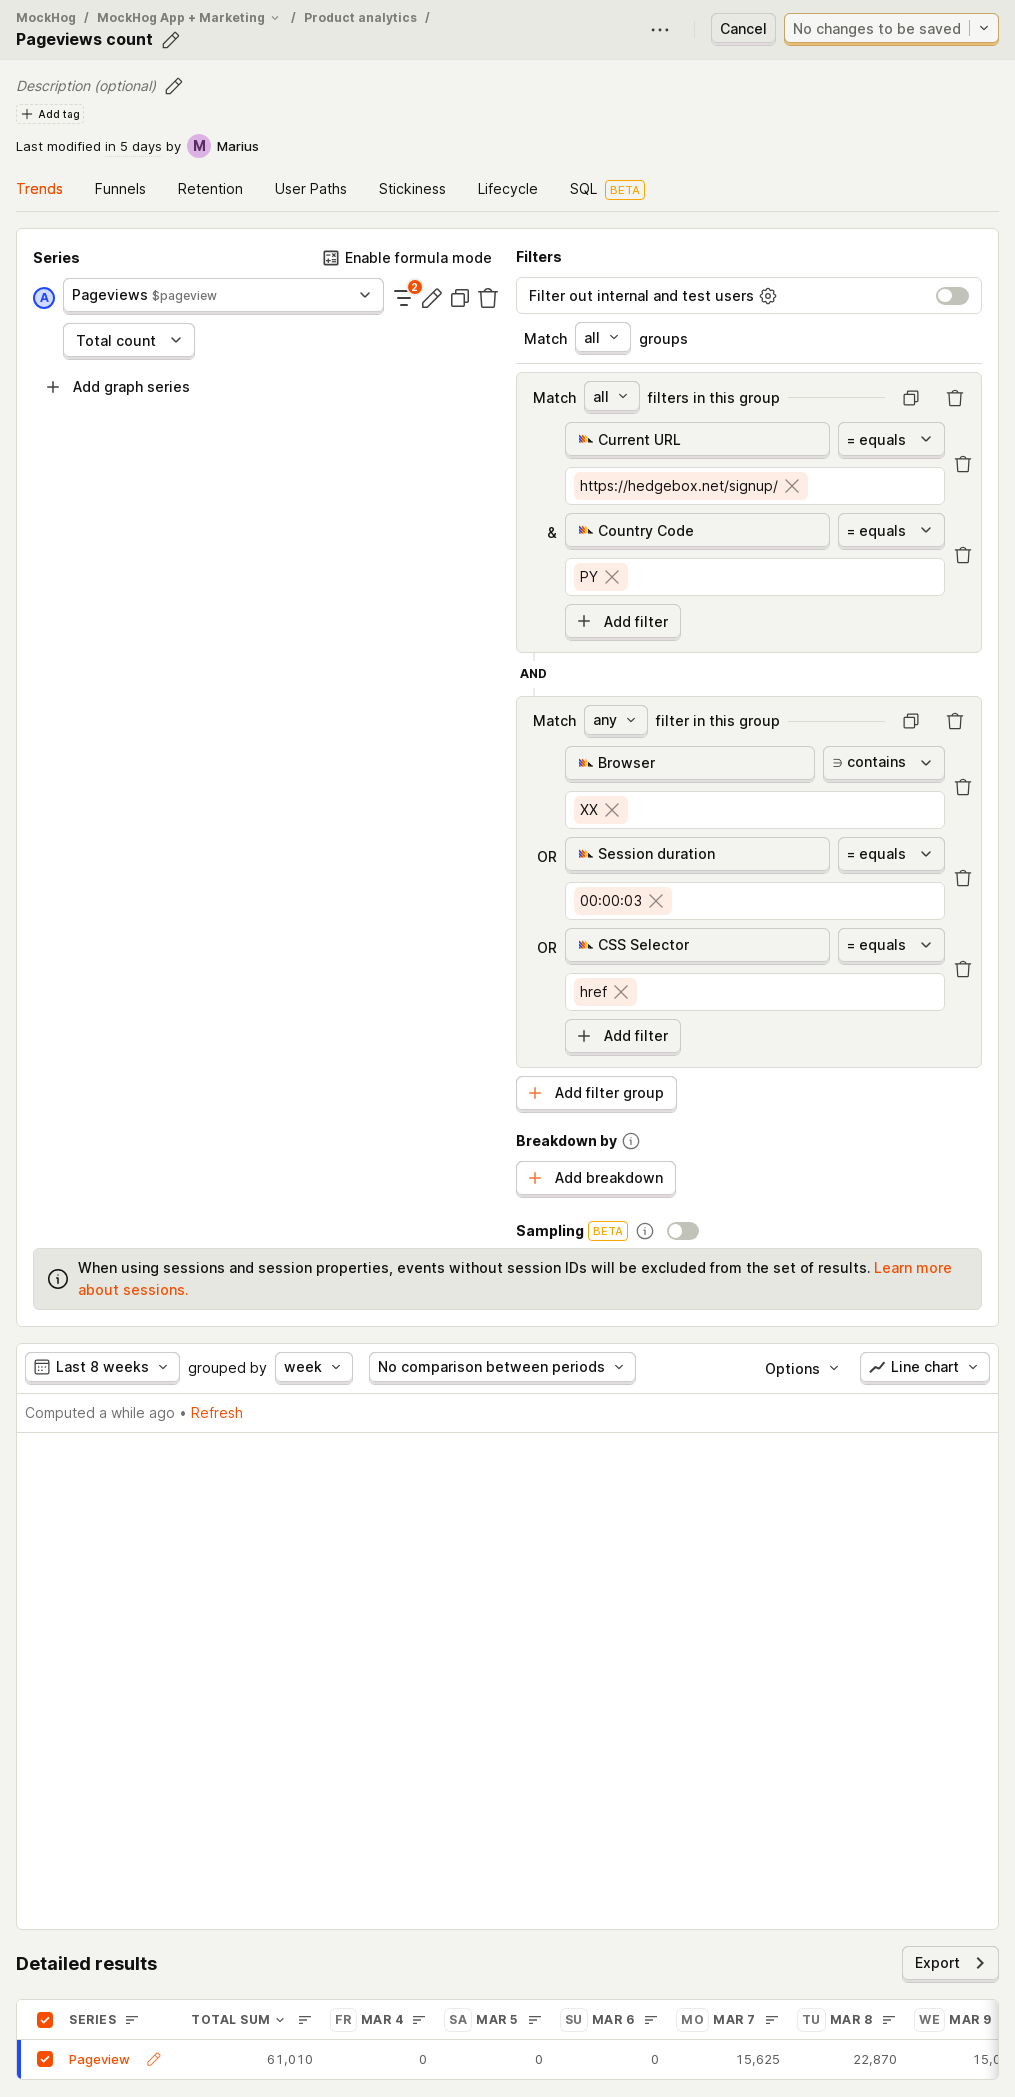 MockHog / MockHog App + Marketing / Product analytics /
Pageviews count
Cancel
No changes to be saved
Description (optional)
Add tag
Last modified in 5 days by M Marius
Trends Funnels Retention User Paths Stickiness Lifecycle SQL BETA
Series
Enable formula mode
A Pageviews $pageview
2
Total count
Add graph series
Filters
Filter out internal and test users
Match all groups
Match all filters in this group
Current URL = equals
https://hedgebox.net/signup/
& Country Code = equals
PY
Add filter
AND
Match any filter in this group
Browser ∋ contains
XX
OR Session duration = equals
00:00:03
OR CSS Selector = equals
href
Add filter
Add filter group
Breakdown by
Add breakdown
Sampling BETA
When using sessions and session properties, events without session IDs will be excluded from the set of results. Learn more
about sessions.
Last 8 weeks grouped by week No comparison between periods Options Line chart
Computed a while ago • Refresh
Detailed results
Export
SERIES TOTAL SUM FR MAR 4 SA MAR 5 SU MAR 6 MO MAR 7 TU MAR 8 WE MAR 9
Pageview 61,010 0 0 0 15,625 22,870